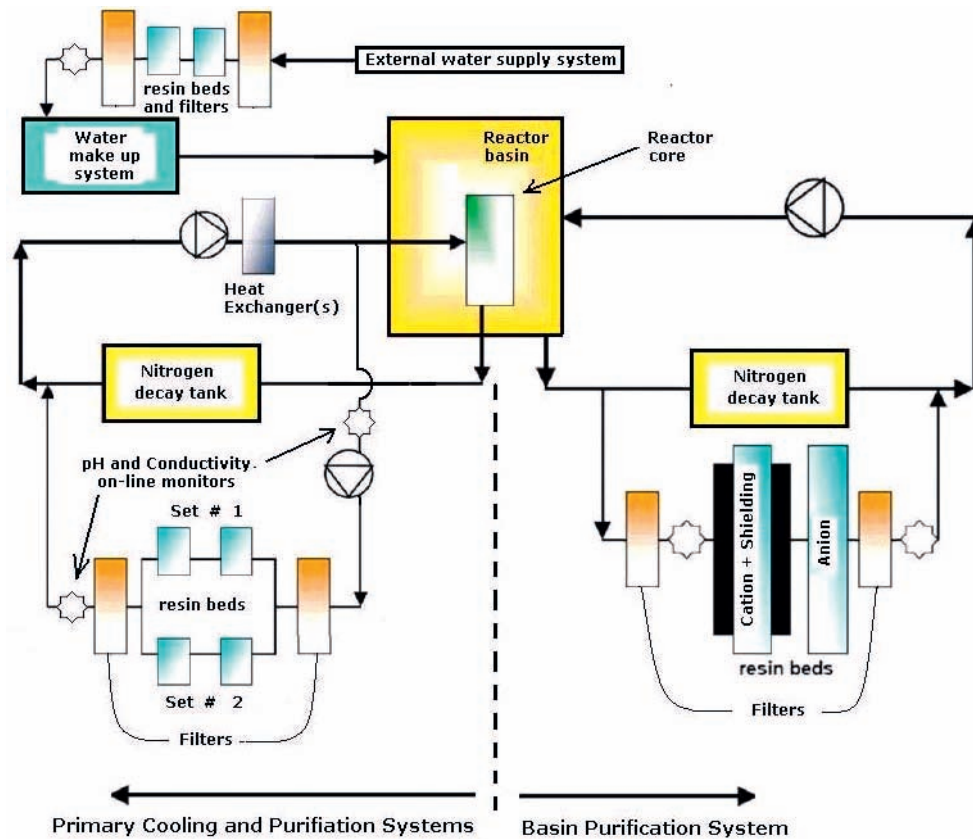 External water supply system
resin beds
and filters
Water
make up
system
Reactor
basin
Reactor
core
Heat
Exchanger(s)
Nitrogen
decay tank
Nitrogen
decay tank
pH and Conductivity
on-line monitors
Set # 1
resin beds
Set # 2
Filters
Cation + Shielding
Anion
resin beds
Filters
Primary Cooling and Purifiation Systems
Basin Purification System